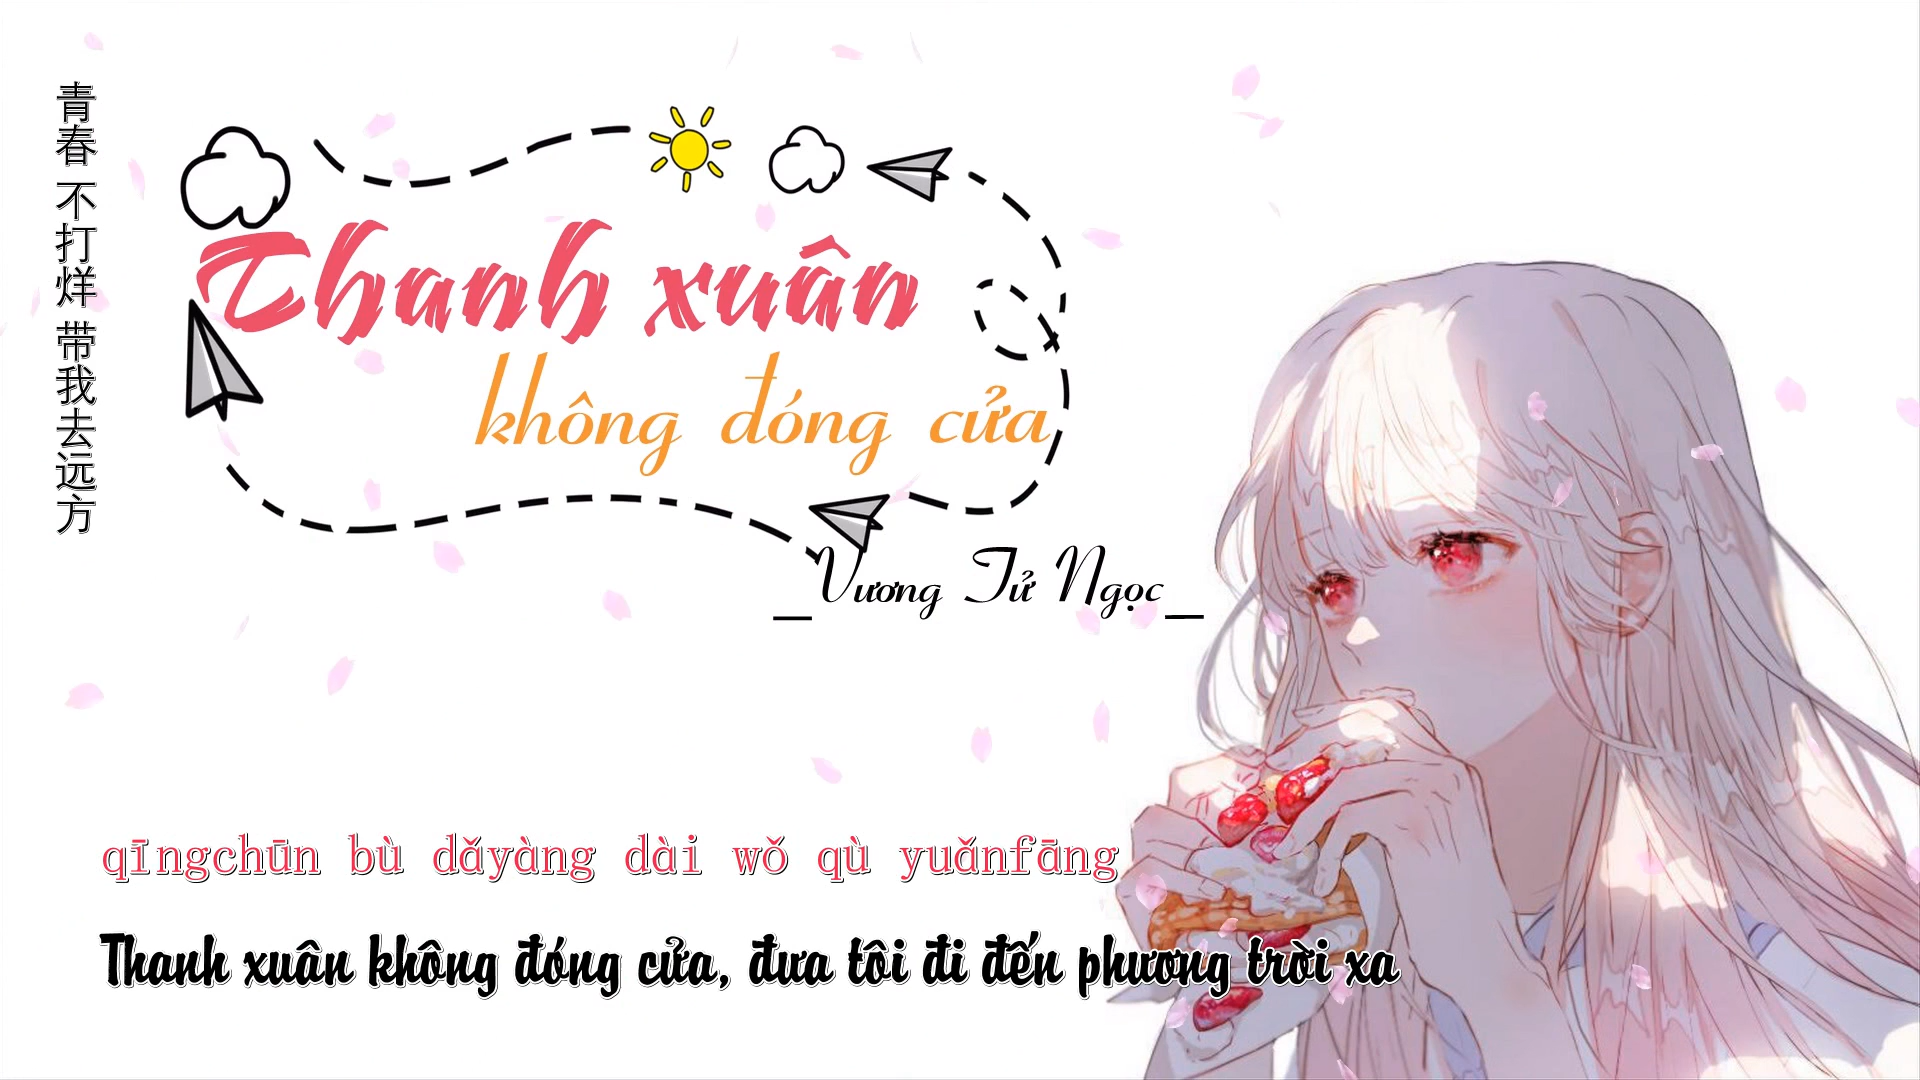 青春 不打烊 带我去远方
Thanh xuân
không đóng cửa
_Vương Tử Ngọc_
qīngchūn bù dǎyàng dài wǒ qù yuǎnfāng
Thanh xuân không đóng cửa, đưa tôi đi đến phương trời xa